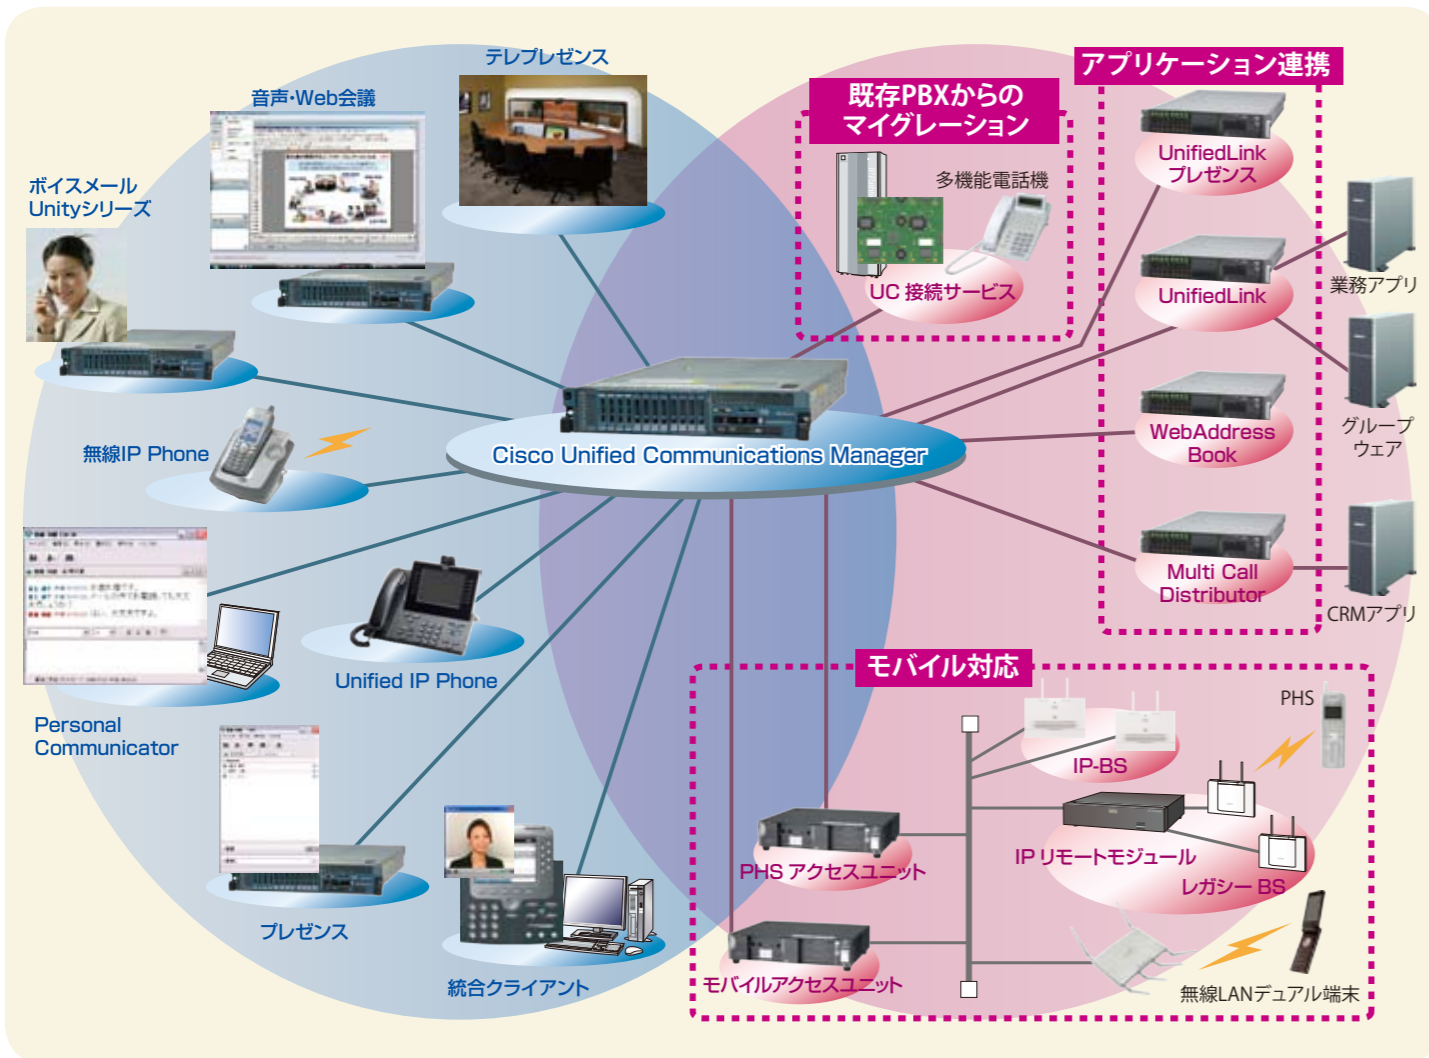 テレプレゼンス
音声・Web会議
ボイスメール
Unityシリーズ
無線IP Phone
Personal
Communicator
Unified IP Phone
プレゼンス
統合クライアント
Cisco Unified Communications Manager
既存PBXからの
マイグレーション
多機能電話機
UC 接続サービス
アプリケーション連携
UnifiedLink
プレゼンス
UnifiedLink
WebAddress
Book
Multi Call
Distributor
業務アプリ
グループ
ウェア
CRMアプリ
モバイル対応
PHS
IP-BS
IP リモートモジュール
レガシー BS
PHS アクセスユニット
モバイルアクセスユニット
無線LANデュアル端末